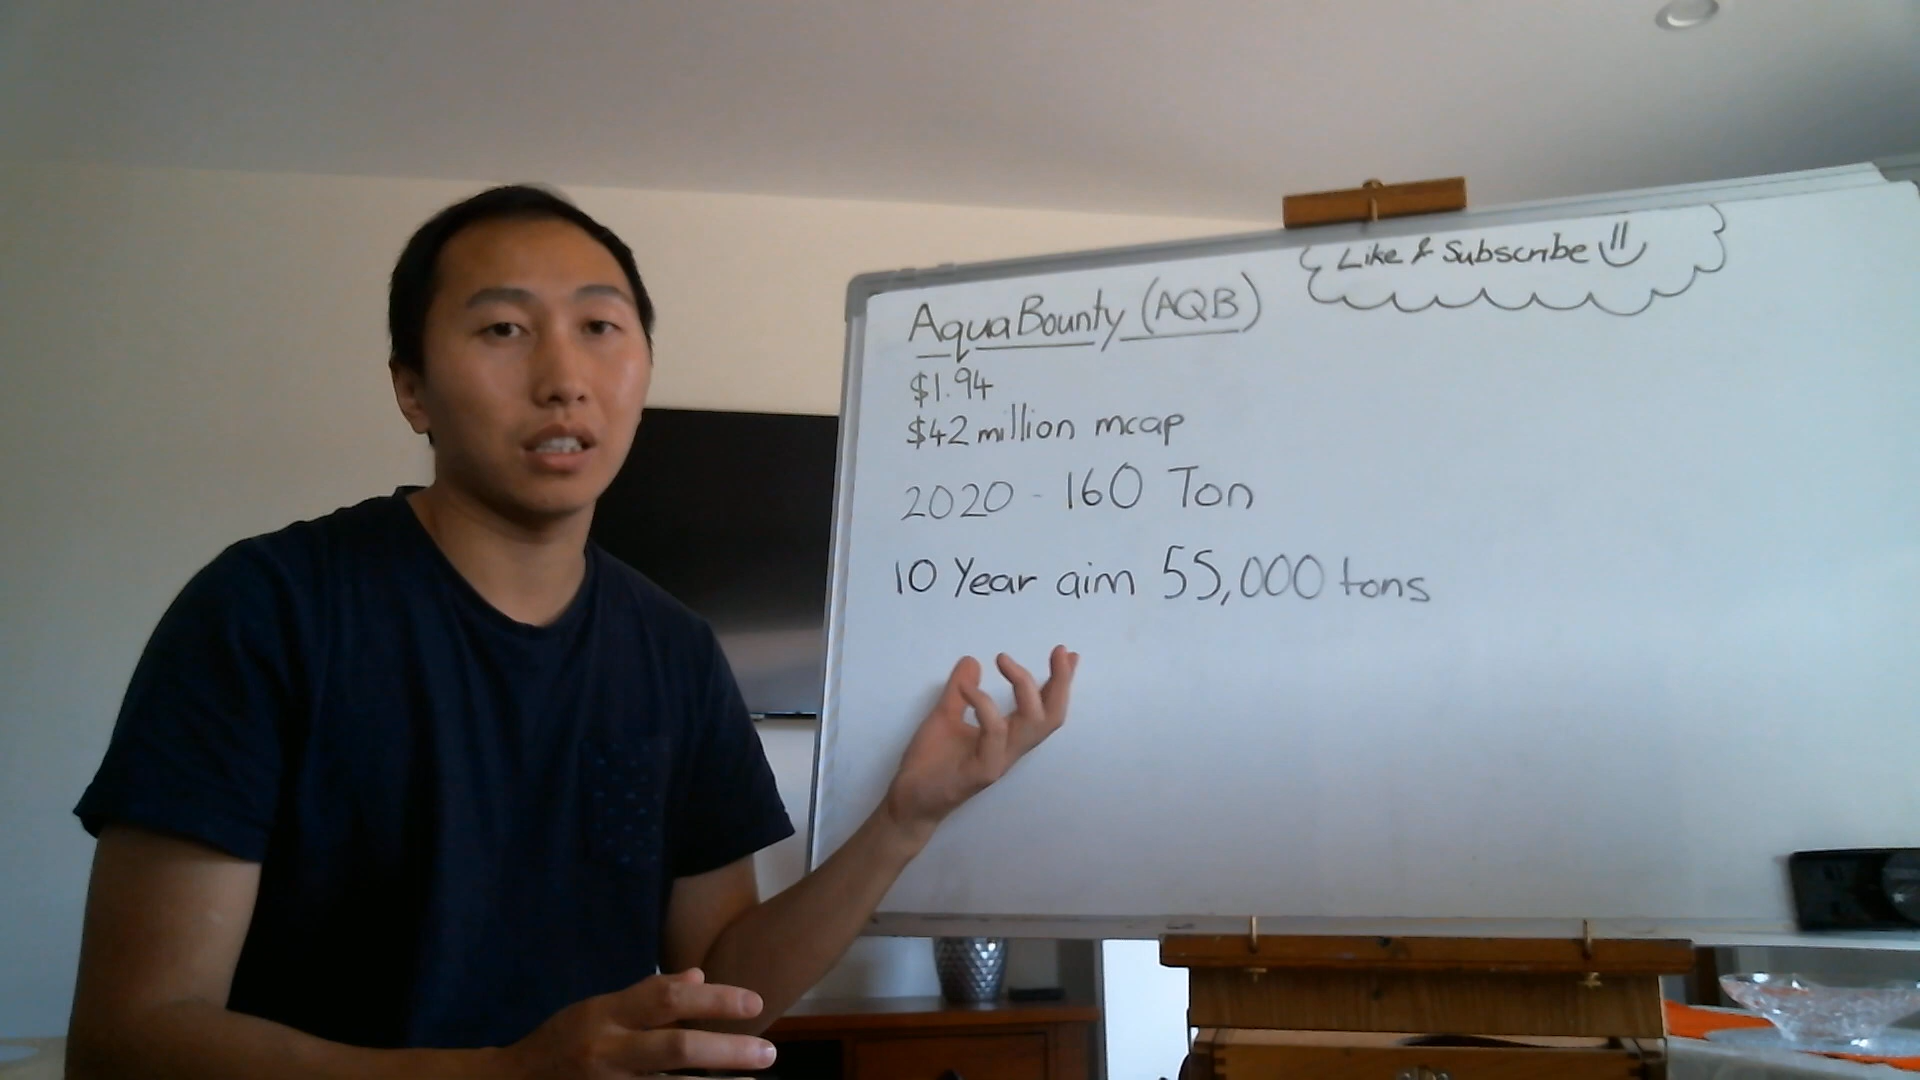 Like & Subscribe
AquaBounty (AQB)
$1.94
$42 million mcap
2020 - 160 Ton
10 Year aim 55,000 tons